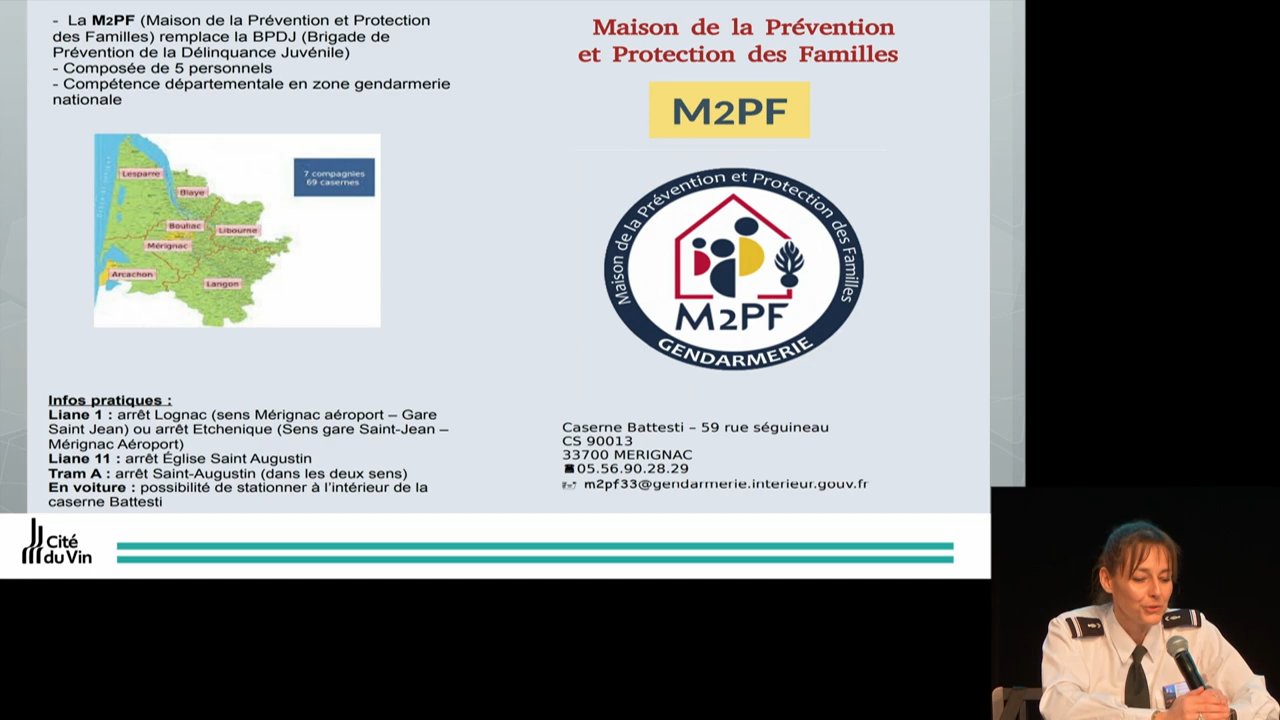 - La M2PF (Maison de la Prévention et Protection
des Familles) remplace la BPDJ (Brigade de
Prévention de la Délinquance Juvénile)
- Composée de 5 personnels
- Compétence départementale en zone gendarmerie
nationale
7 compagnies
69 casernes
Lesparre
Blaye
Bouliac
Libourne
Mérignac
Arcachon
Langon
Infos pratiques :
Liane 1 : arrêt Lognac (sens Mérignac aéroport – Gare
Saint Jean) ou arrêt Etchenique (Sens gare Saint-Jean –
Mérignac Aéroport)
Liane 11 : arrêt Église Saint Augustin
Tram A : arrêt Saint-Augustin (dans les deux sens)
En voiture : possibilité de stationner à l'intérieur de la
caserne Battesti
Maison de la Prévention
et Protection des Familles
M2PF
Maison de la Prévention et Protection des Familles
M2PF
GENDARMERIE
Caserne Battesti – 59 rue séguineau
CS 90013
33700 MERIGNAC
05.56.90.28.29
m2pf33@gendarmerie.interieur.gouv.fr
Cité
du Vin